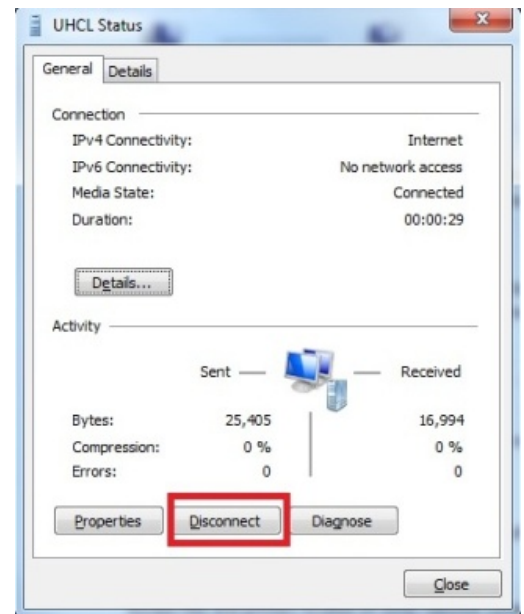 UHCL Status
General Details
Connection
IPv4 Connectivity: Internet
IPv6 Connectivity: No network access
Media State: Connected
Duration: 00:00:29
Details...
Activity
Sent Received
Bytes: 25,405 16,994
Compression: 0 % 0 %
Errors: 0 0
Properties Disconnect Diagnose
Close